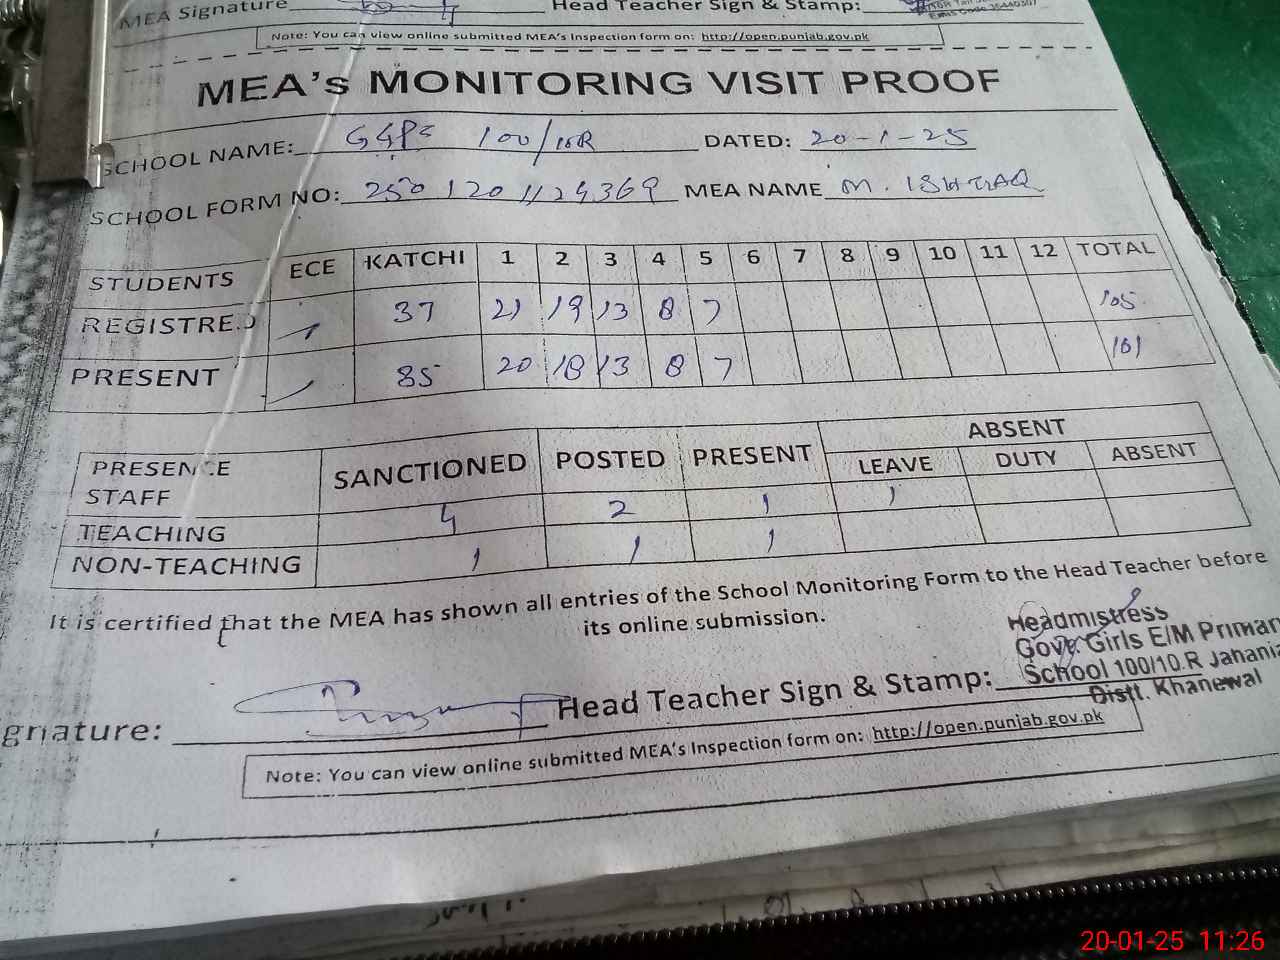 MEA Signature Head Teacher Sign & Stamp:
Note: You can view online submitted MEA's Inspection form on: http://open.punjab.gov.pk
MEA's MONITORING VISIT PROOF
SCHOOL NAME: GGPS 100/10R DATED: 20-1-25
SCHOOL FORM NO: MEA NAME M. ISHTIAQ
STUDENTS ECE KATCHI 1 2 3 4 5 6 7 8 9 10 11 12 TOTAL
REGISTRED 37 21 19 13 8 7 105
PRESENT 35 20 18 13 8 7 101
ABSENT
PRESENCE STAFF SANCTIONED POSTED PRESENT LEAVE DUTY ABSENT
TEACHING 4 2 1 1
NON-TEACHING 1 1 1
It is certified that the MEA has shown all entries of the School Monitoring Form to the Head Teacher before
its online submission.
Headmistress
Govt. Girls E/M Primar
School 100/10.R Jahania
Distt. Khanewal
gnature: Head Teacher Sign & Stamp:
Note: You can view online submitted MEA's Inspection form on: http://open.punjab.gov.pk
20-01-25 11:26